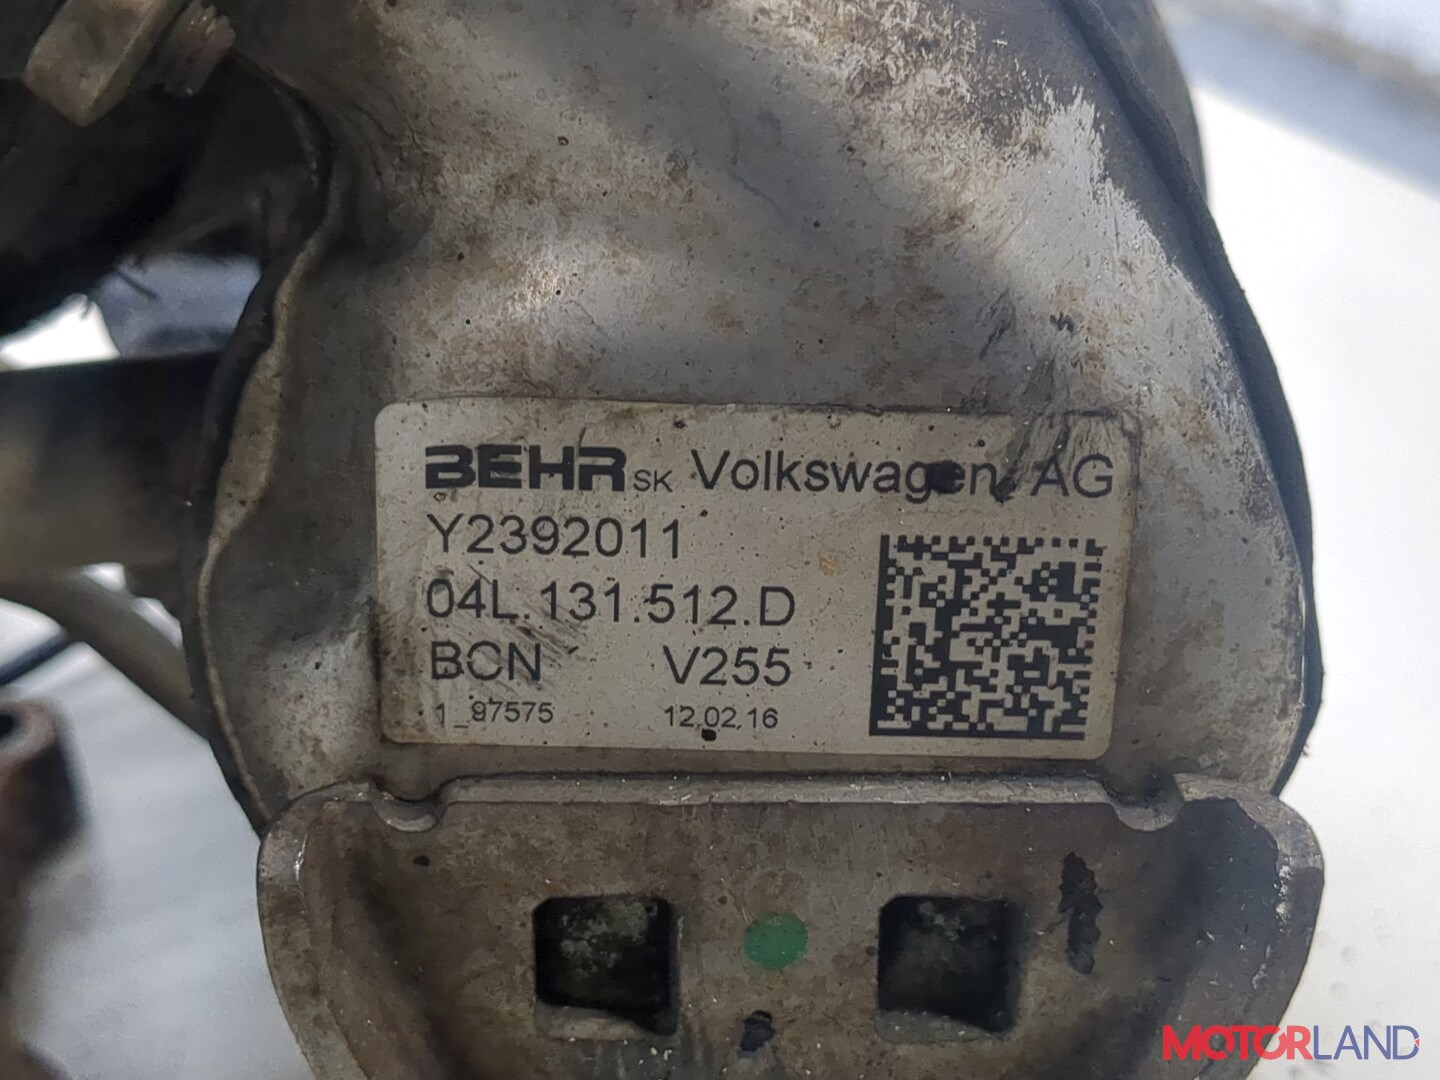 BEHR SK Volkswagen AG
Y2392011
04L.131.512.D
BCN V255
1_97575 12.02.16
MOTORLAND